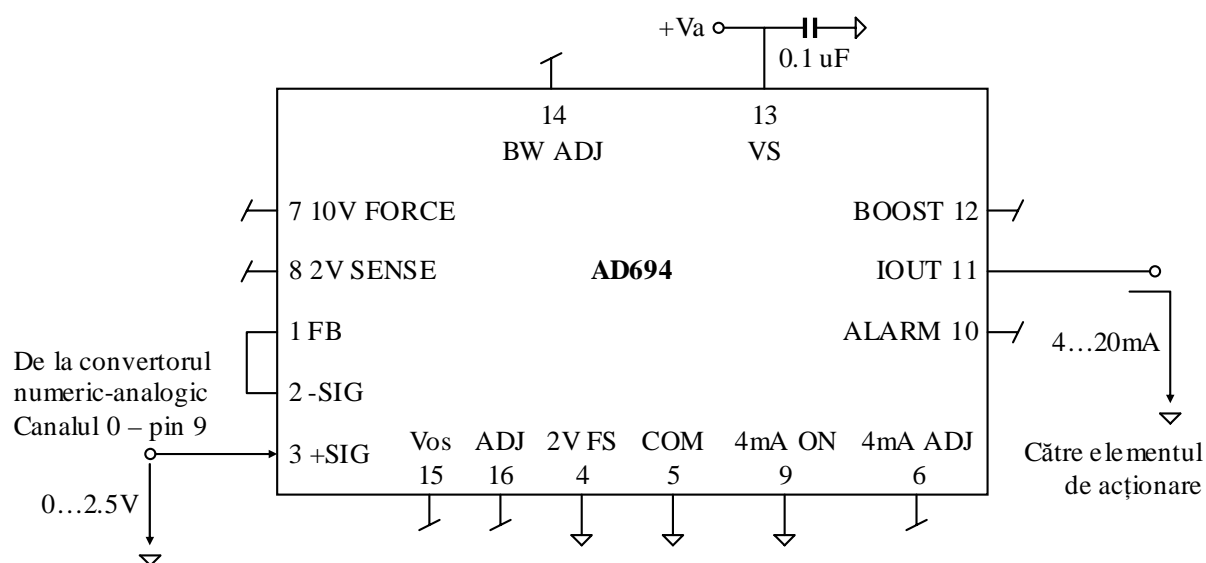 +Va
0.1 uF
14
BW ADJ
13
VS
7 10V FORCE
BOOST 12
8 2V SENSE
AD694
IOUT 11
1 FB
ALARM 10
4…20mA
De la convertorul
numeric-analogic
Canalul 0 – pin 9
2 -SIG
3 +SIG
0…2.5V
Vos
15
ADJ
16
2V FS
4
COM
5
4mA ON
9
4mA ADJ
6
Către elementul
de acționare